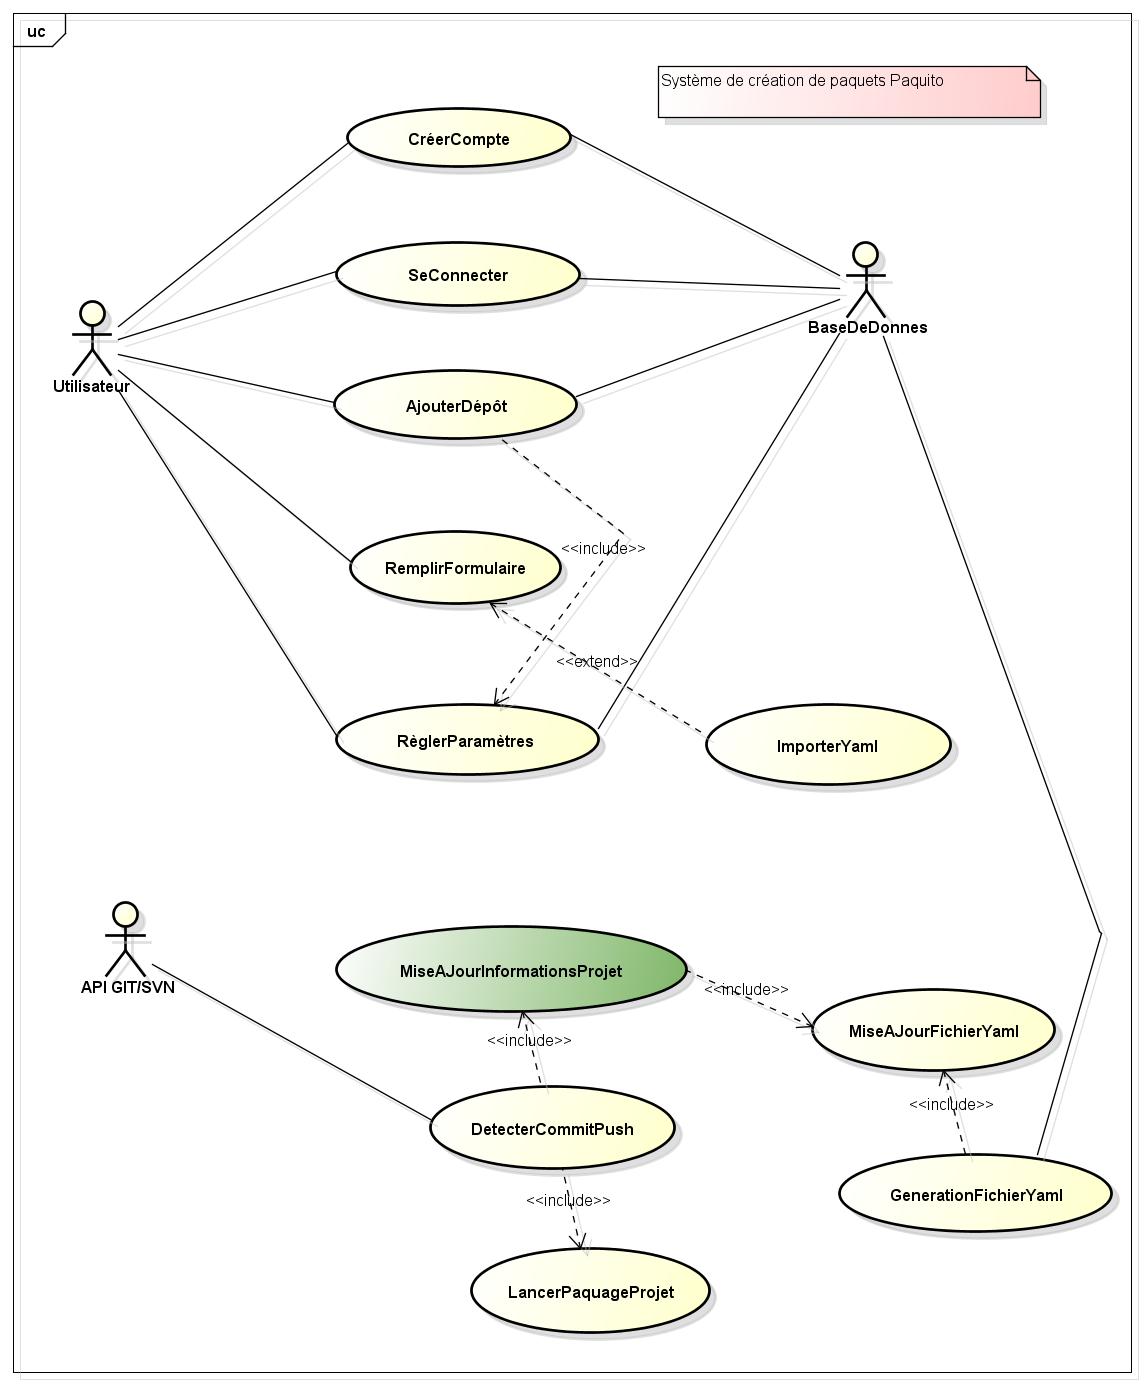 uc
Système de création de paquets Paquito
CréerCompte
SeConnecter
BaseDeDonnes
Utilisateur
AjouterDépôt
<<include>>
RemplirFormulaire
<<extend>>
RèglerParamètres
ImporterYaml
API GIT/SVN
MiseAJourInformationsProjet
<<include>>
MiseAJourFichierYaml
<<include>>
<<include>>
DetecterCommitPush
GenerationFichierYaml
<<include>>
LancerPaquageProjet